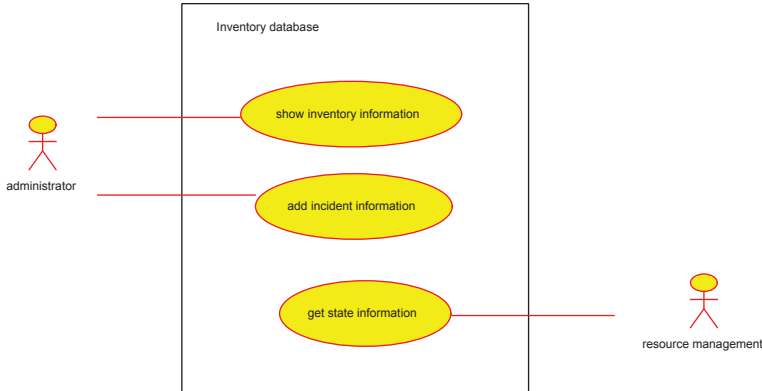 Inventory database
show inventory information
administrator
add incident information
get state information
resource management